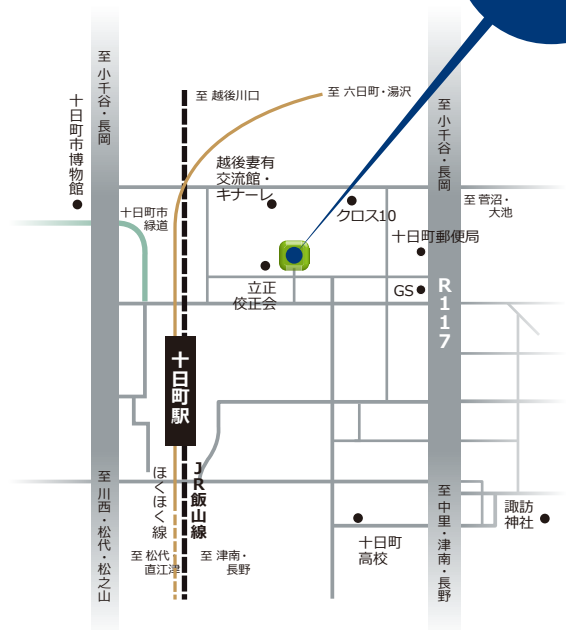 至 小千谷・長岡
十日町市博物館
至 越後川口
至 六日町・湯沢
至 小千谷・長岡
越後妻有
交流館・
キナーレ
十日町市
緑道
クロス10
至 菅沼・
大池
十日町郵便局
立正
佼正会
GS
R117
十日町駅
ほくほく線
JR飯山線
至 川西・松代・松之山
至 松代・
直江津
至 津南・
長野
十日町
高校
至 中里・津南・長野
諏訪
神社